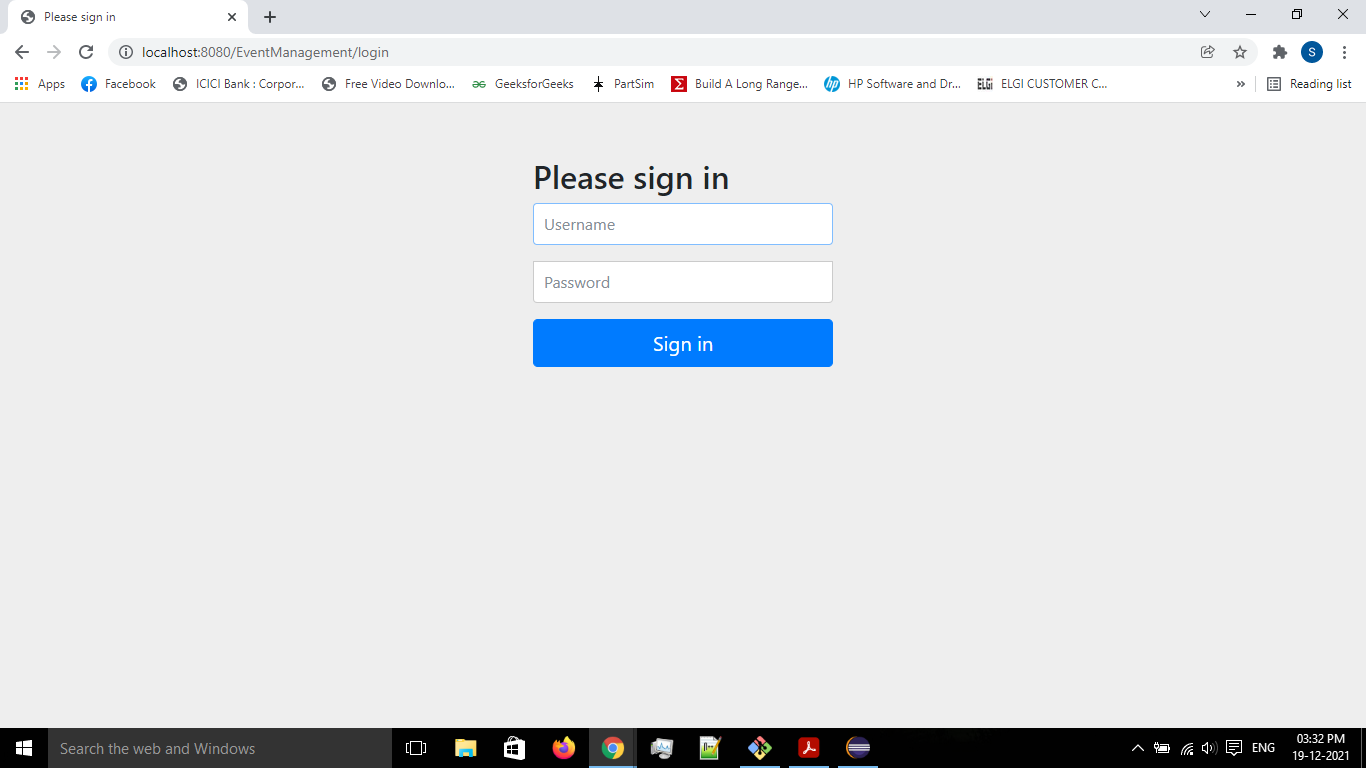 Please sign in
localhost:8080/EventManagement/login
S
Apps Facebook ICICI Bank : Corpor... Free Video Downlo... GeeksforGeeks PartSim Build A Long Range... HP Software and Dr... ELGI CUSTOMER C... » Reading list
Please sign in
Username
Password
Sign in
Search the web and Windows
ENG
03:32 PM
19-12-2021